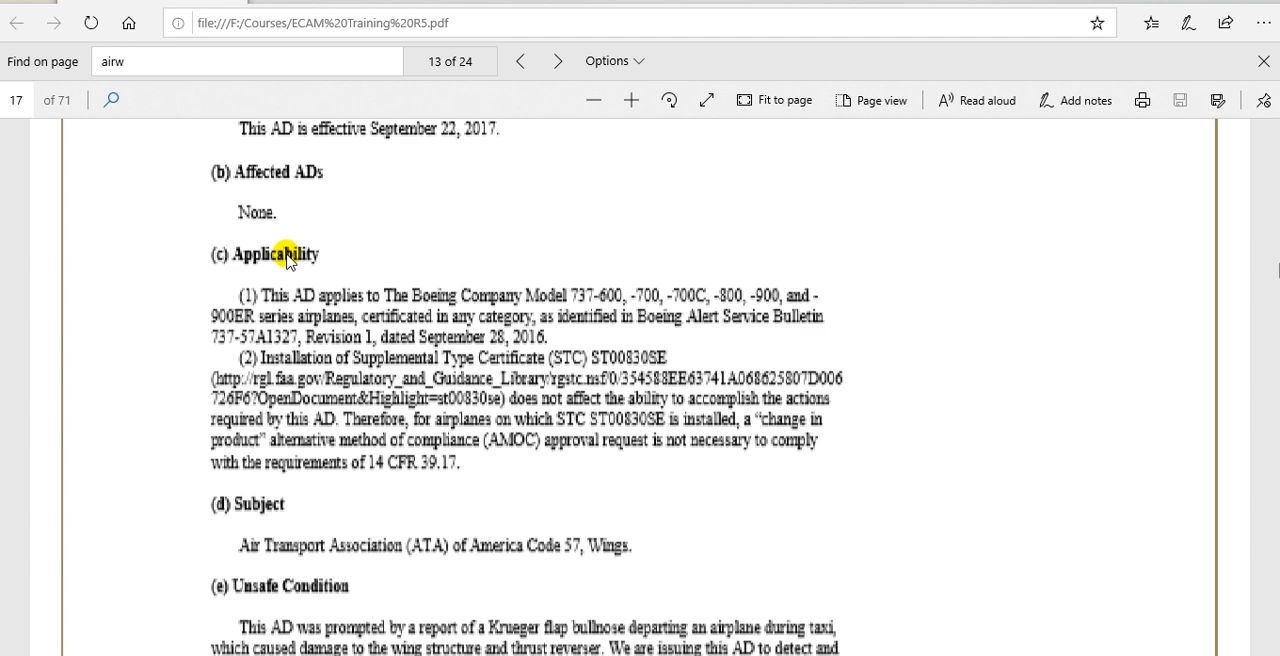 file:///F:/Courses/ECAM%20Training%20R5.pdf
Find on page airw 13 of 24 Options
17 of 71 Fit to page Page view Read aloud Add notes
This AD is effective September 22, 2017.
(b) Affected ADs
None.
(c) Applicability
(1) This AD applies to The Boeing Company Model 737-600, -700, -700C, -800, -900, and -
900ER series airplanes, certificated in any category, as identified in Boeing Alert Service Bulletin
737-57A1327, Revision 1, dated September 28, 2016.
(2) Installation of Supplemental Type Certificate (STC) ST00830SE
(http://rgl.faa.gov/Regulatory_and_Guidance_Library/rgstc.nsf/0/354588EE63741A068625807D006
726F6?OpenDocument&Highlight=st00830se) does not affect the ability to accomplish the actions
required by this AD. Therefore, for airplanes on which STC ST00830SE is installed, a “change in
product” alternative method of compliance (AMOC) approval request is not necessary to comply
with the requirements of 14 CFR 39.17.
(d) Subject
Air Transport Association (ATA) of America Code 57, Wings.
(e) Unsafe Condition
This AD was prompted by a report of a Krueger flap bullnose departing an airplane during taxi,
which caused damage to the wing structure and thrust reverser. We are issuing this AD to detect and